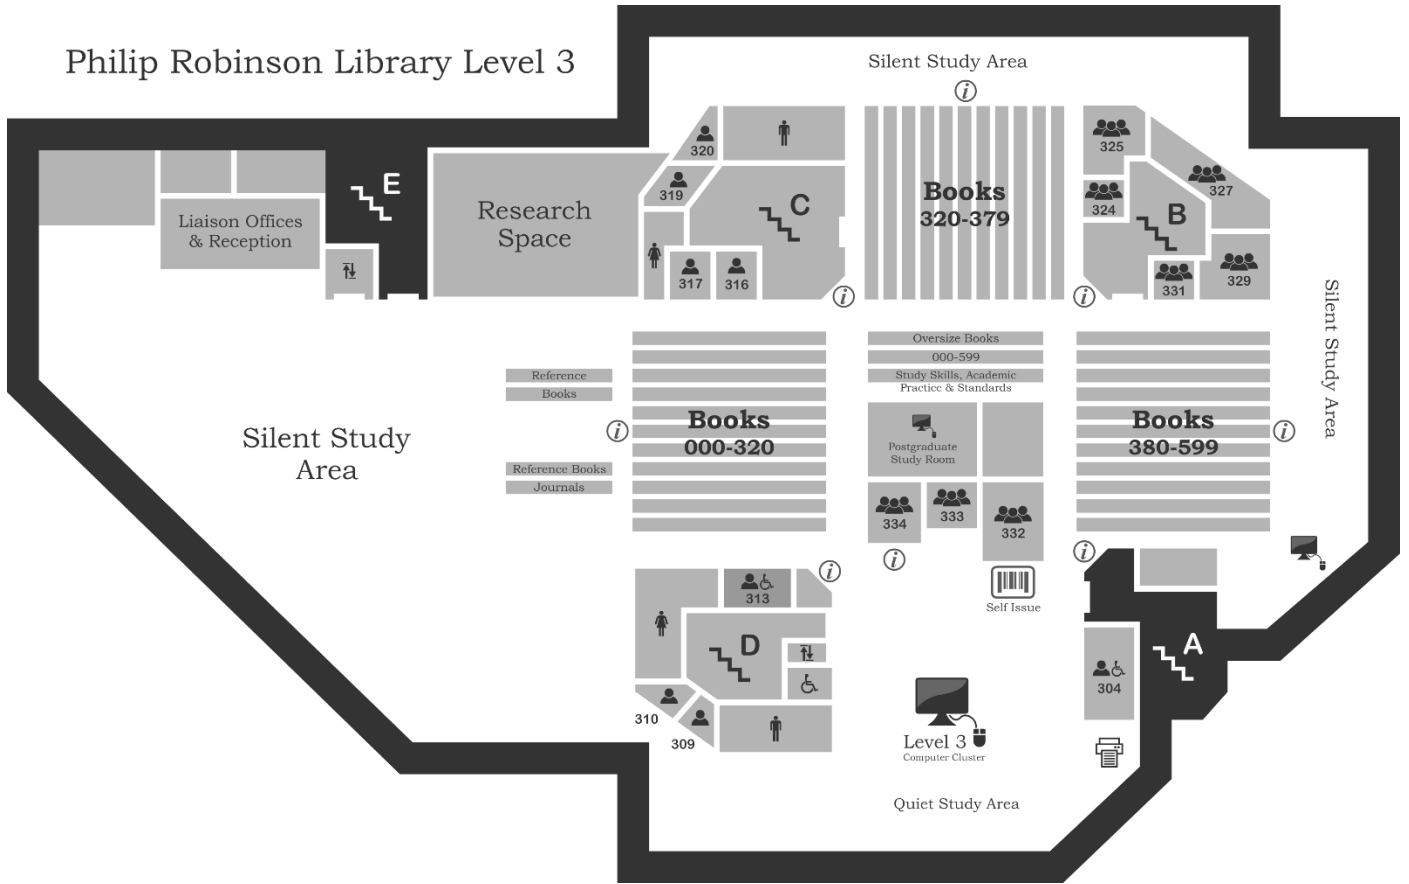 Philip Robinson Library Level 3
Silent Study Area
i
320
325
327
319
E
C
Books
320-379
324
B
Liaison Offices
& Reception
Research
Space
317
316
331
329
i
i
Silent Study Area
Oversize Books
000-599
Study Skills, Academic
Practice & Standards
Reference
Books
Silent Study
Area
i
Books
000-320
Postgraduate
Study Room
Books
380-599
i
Reference Books
Journals
334
333
332
i
i
i
313
Self Issue
D
A
304
310
309
Level 3
Computer Cluster
Quiet Study Area